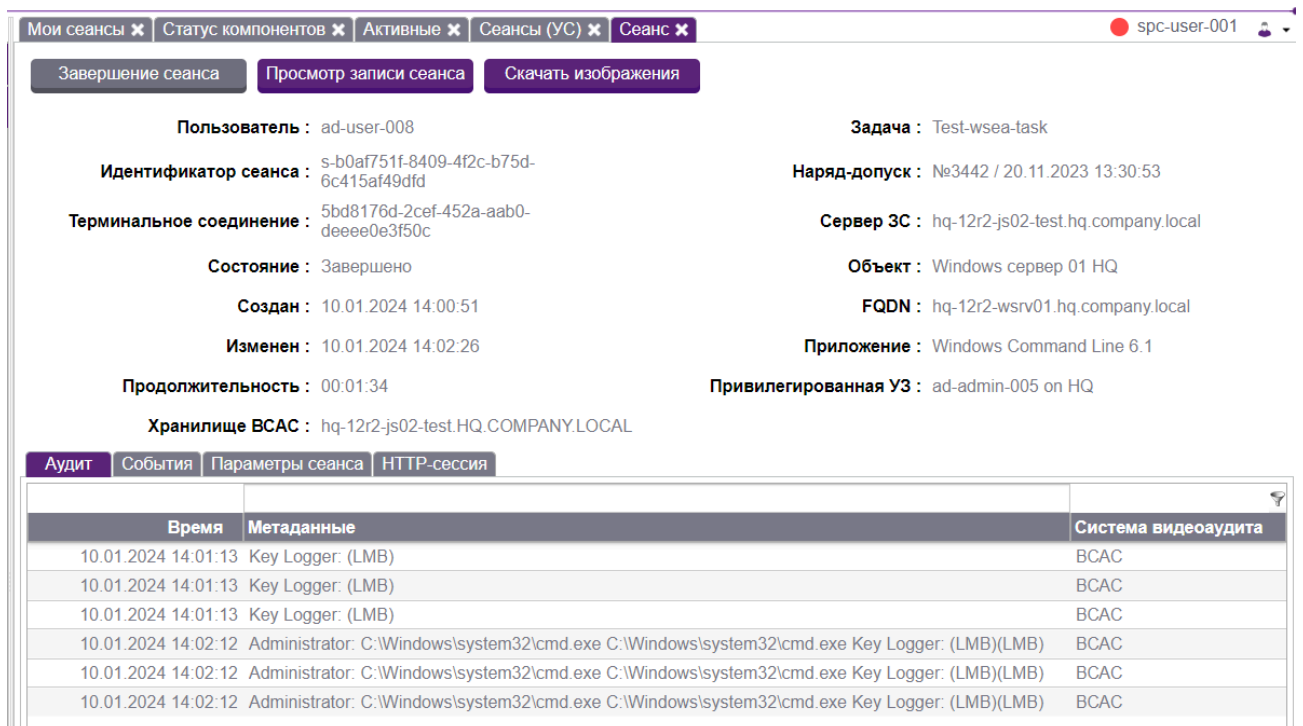 Мои сеансы ✖ Статус компонентов ✖ Активные ✖ Сеансы (УС) ✖ Сеанс ✖ spc-user-001
Завершение сеанса Просмотр записи сеанса Скачать изображения
Пользователь : ad-user-008 Задача : Test-wsea-task
Идентификатор сеанса : s-b0af751f-8409-4f2c-b75d-
6c415af49dfd Наряд-допуск : №3442 / 20.11.2023 13:30:53
Терминальное соединение : 5bd8176d-2cef-452a-aab0-
deeee0e3f50c Сервер ЗС : hq-12r2-js02-test.hq.company.local
Состояние : Завершено Объект : Windows сервер 01 HQ
Создан : 10.01.2024 14:00:51 FQDN : hq-12r2-wsrv01.hq.company.local
Изменен : 10.01.2024 14:02:26 Приложение : Windows Command Line 6.1
Продолжительность : 00:01:34 Привилегированная УЗ : ad-admin-005 on HQ
Хранилище ВСАС : hq-12r2-js02-test.HQ.COMPANY.LOCAL
Аудит События Параметры сеанса HTTP-сессия
Время Метаданные Система видеоаудита
10.01.2024 14:01:13 Key Logger: (LMB) ВСАС
10.01.2024 14:01:13 Key Logger: (LMB) ВСАС
10.01.2024 14:01:13 Key Logger: (LMB) ВСАС
10.01.2024 14:02:12 Administrator: C:\Windows\system32\cmd.exe C:\Windows\system32\cmd.exe Key Logger: (LMB)(LMB) ВСАС
10.01.2024 14:02:12 Administrator: C:\Windows\system32\cmd.exe C:\Windows\system32\cmd.exe Key Logger: (LMB)(LMB) ВСАС
10.01.2024 14:02:12 Administrator: C:\Windows\system32\cmd.exe C:\Windows\system32\cmd.exe Key Logger: (LMB)(LMB) ВСАС